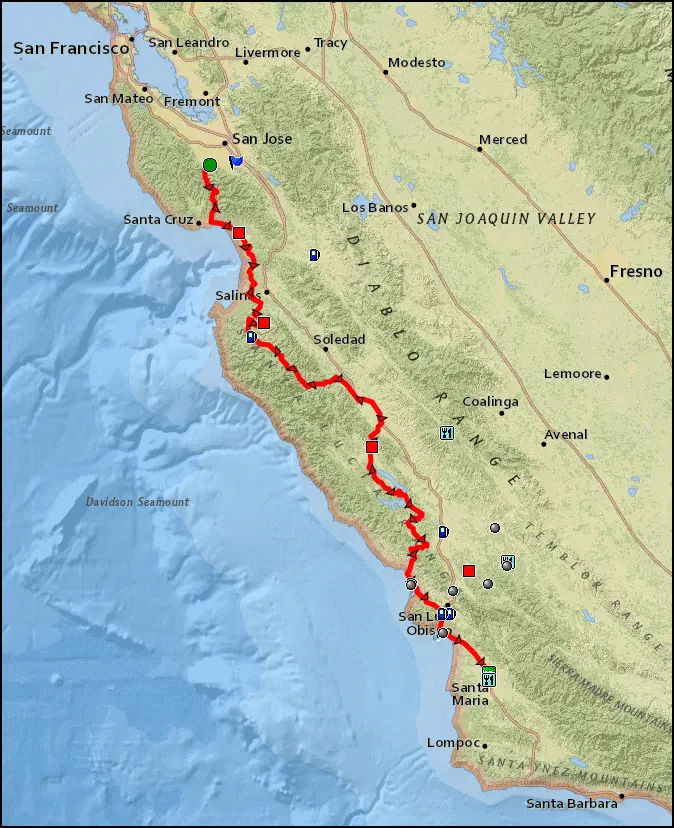 San Francisco
San Leandro
Livermore
Tracy
Modesto
San Mateo
Fremont
Seamount
San Jose
Merced
Seamount
Santa Cruz
Los Banos
SAN JOAQUIN VALLEY
DIABLO RANGE
Fresno
Salinas
Soledad
Lemoore
Coalinga
Avenal
Davidson Seamount
TEMBLOR RANGE
San Luis
Obispo
SIERRA MADRE MOUNTAINS
Santa
Maria
Lompoc
SANTA YNEZ MOUNTAINS
Santa Barbara